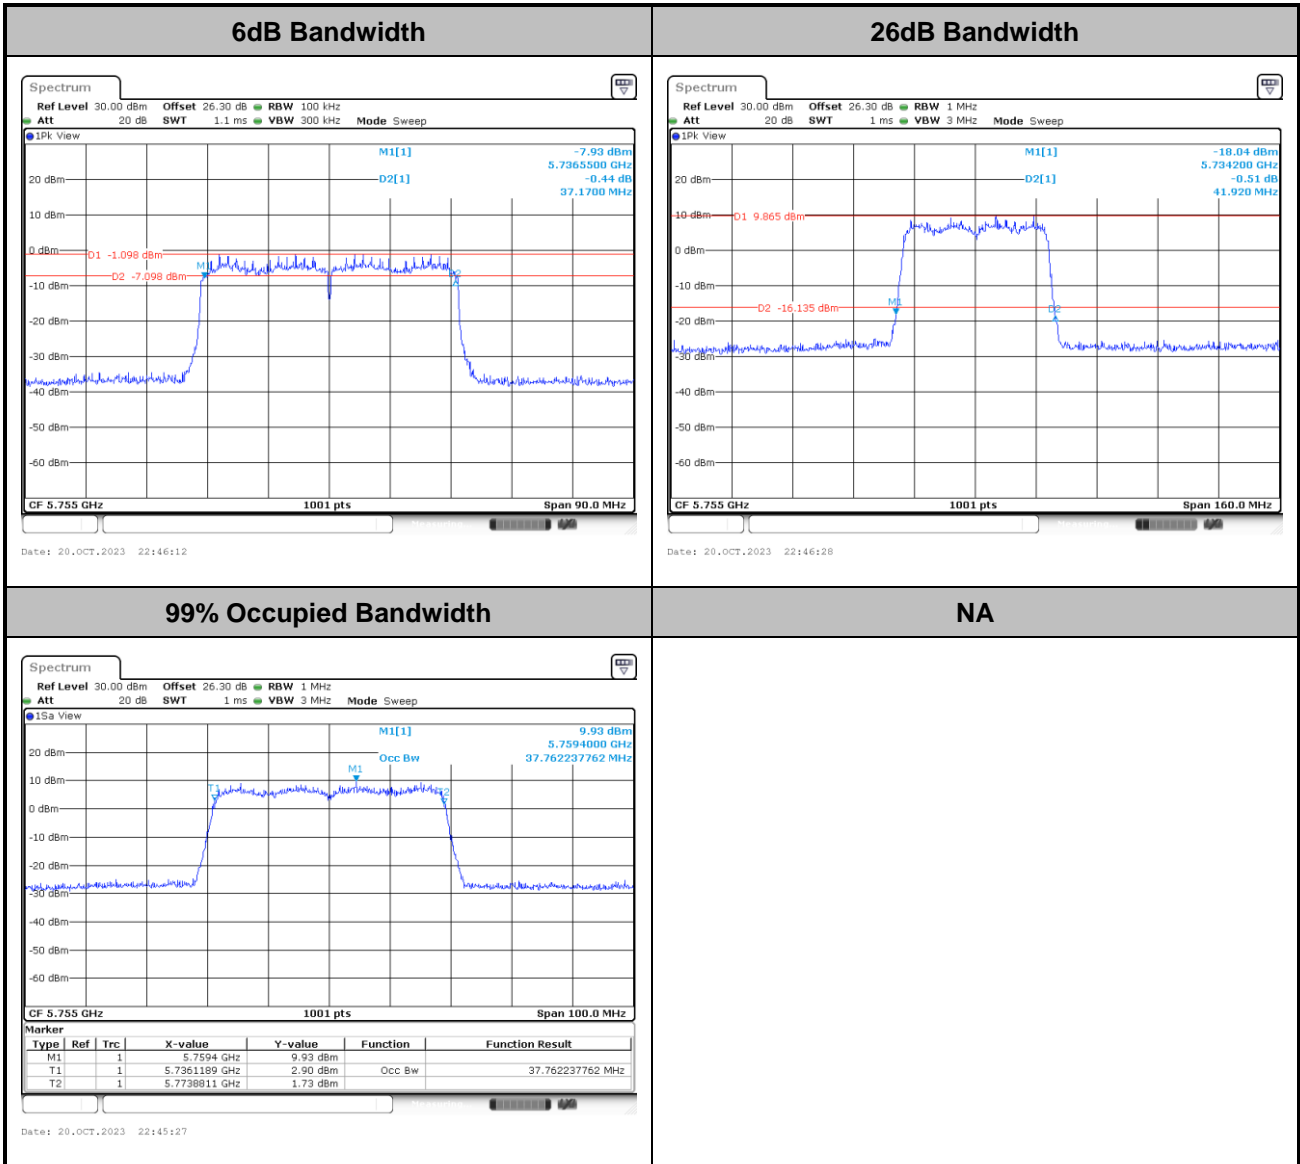 6dB Bandwidth
26dB Bandwidth
Spectrum
Ref Level 30.00 dBm Offset 26.30 dB RBW 100 kHz
Att 20 dB SWT 1.1 ms VBW 300 kHz Mode Sweep
1Pk View
M1[1] -7.93 dBm
5.7365500 GHz
20 dBm
D2[1] -0.44 dB
37.1700 MHz
10 dBm
0 dBm
D1 -1.098 dBm
M1
D2 -7.098 dBm
-10 dBm
-20 dBm
-30 dBm
-40 dBm
-50 dBm
-60 dBm
CF 5.755 GHz 1001 pts Span 90.0 MHz
Date: 20.OCT.2023 22:46:12
Spectrum
Ref Level 30.00 dBm Offset 26.30 dB RBW 1 MHz
Att 20 dB SWT 1 ms VBW 3 MHz Mode Sweep
1Pk View
M1[1] -18.04 dBm
5.734200 GHz
20 dBm
D2[1] -0.51 dB
41.920 MHz
10 dBm
D1 9.865 dBm
0 dBm
-10 dBm
M1
D2 -16.135 dBm
D2
-20 dBm
-30 dBm
-40 dBm
-50 dBm
-60 dBm
CF 5.755 GHz 1001 pts Span 160.0 MHz
Date: 20.OCT.2023 22:46:28
99% Occupied Bandwidth
NA
Spectrum
Ref Level 30.00 dBm Offset 26.30 dB RBW 1 MHz
Att 20 dB SWT 1 ms VBW 3 MHz Mode Sweep
1Sa View
M1[1] 9.93 dBm
5.7594000 GHz
20 dBm
Occ Bw 37.762237762 MHz
M1
10 dBm
T1
T2
0 dBm
-10 dBm
-20 dBm
-30 dBm
-40 dBm
-50 dBm
-60 dBm
CF 5.755 GHz 1001 pts Span 100.0 MHz
Marker
Type Ref Trc X-value Y-value Function Function Result
M1 1 5.7594 GHz 9.93 dBm
T1 1 5.7361189 GHz 2.90 dBm Occ Bw 37.762237762 MHz
T2 1 5.7738811 GHz 1.73 dBm
Date: 20.OCT.2023 22:45:27